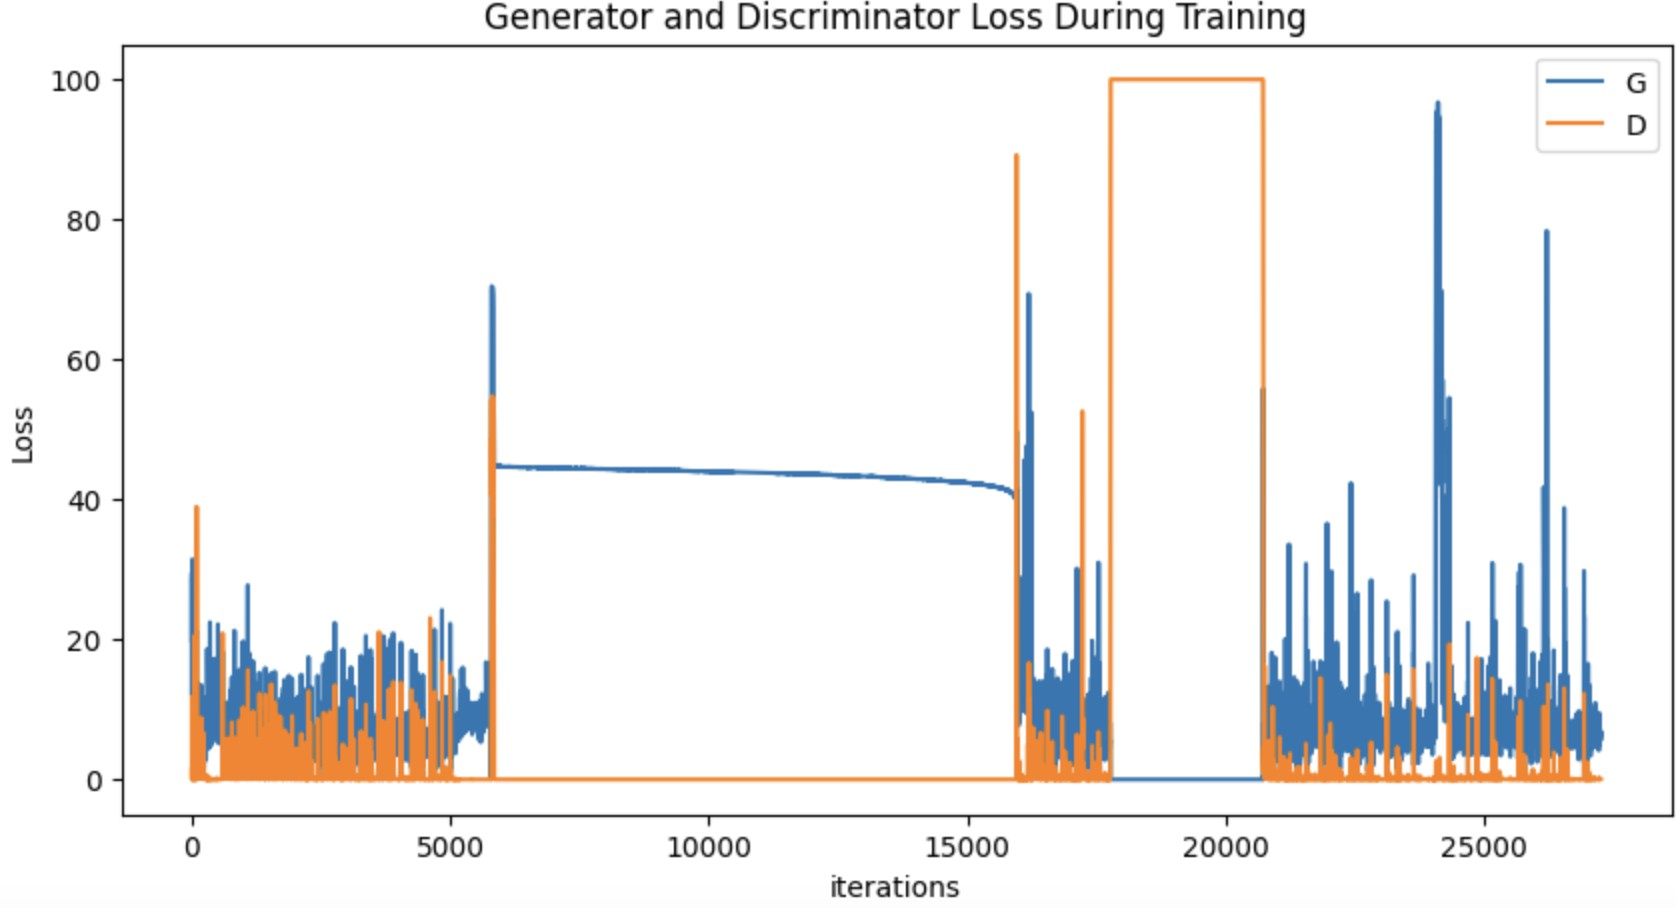 Generator and Discriminator Loss During Training
100
80
60
40
20
0
Loss
0 5000 10000 15000 20000 25000
iterations
G
D